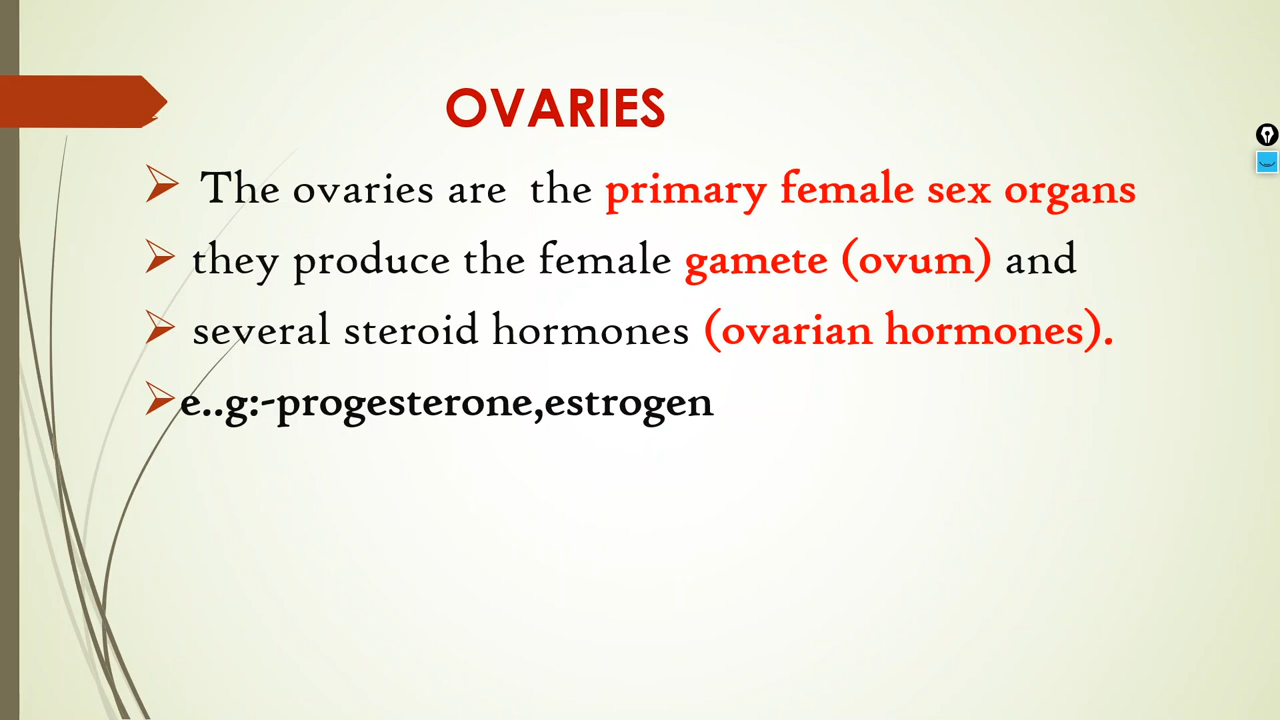 OVARIES
The ovaries are the primary female sex organs
they produce the female gamete (ovum) and
several steroid hormones (ovarian hormones).
e..g:-progesterone,estrogen